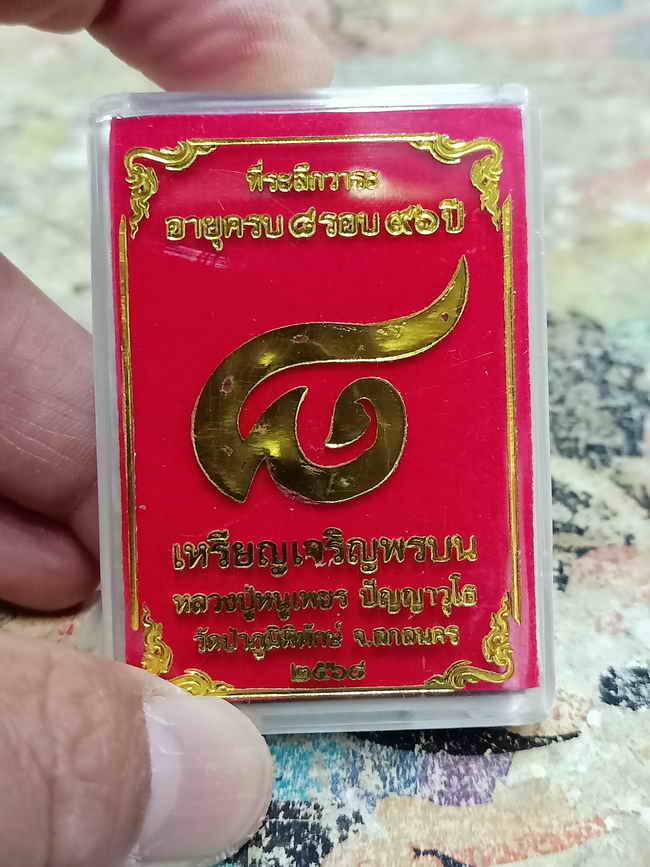 ที่ระลึกวาระ
อายุครบ ๘ รอบ ๙๖ ปี
๘
เหรียญเจริญพรบน
หลวงปู่หนูเพชร ปัญญาวุโธ
วัดป่าภูมิพิทักษ์ จ.สกลนคร
๒๕๖๘